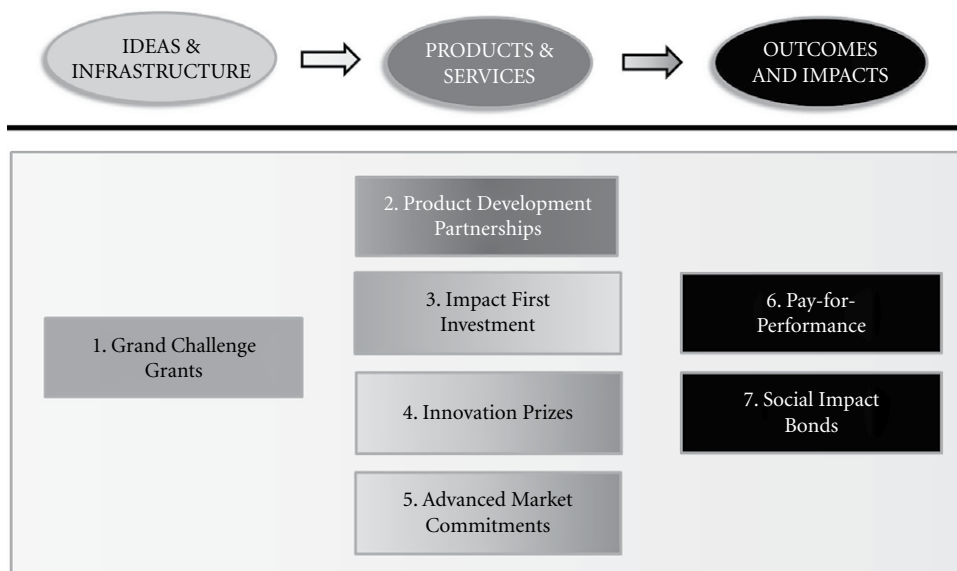 IDEAS &
INFRASTRUCTURE
PRODUCTS &
SERVICES
OUTCOMES
AND IMPACTS
1. Grand Challenge
Grants
2. Product Development
Partnerships
3. Impact First
Investment
4. Innovation Prizes
5. Advanced Market
Commitments
6. Pay-for-
Performance
7. Social Impact
Bonds